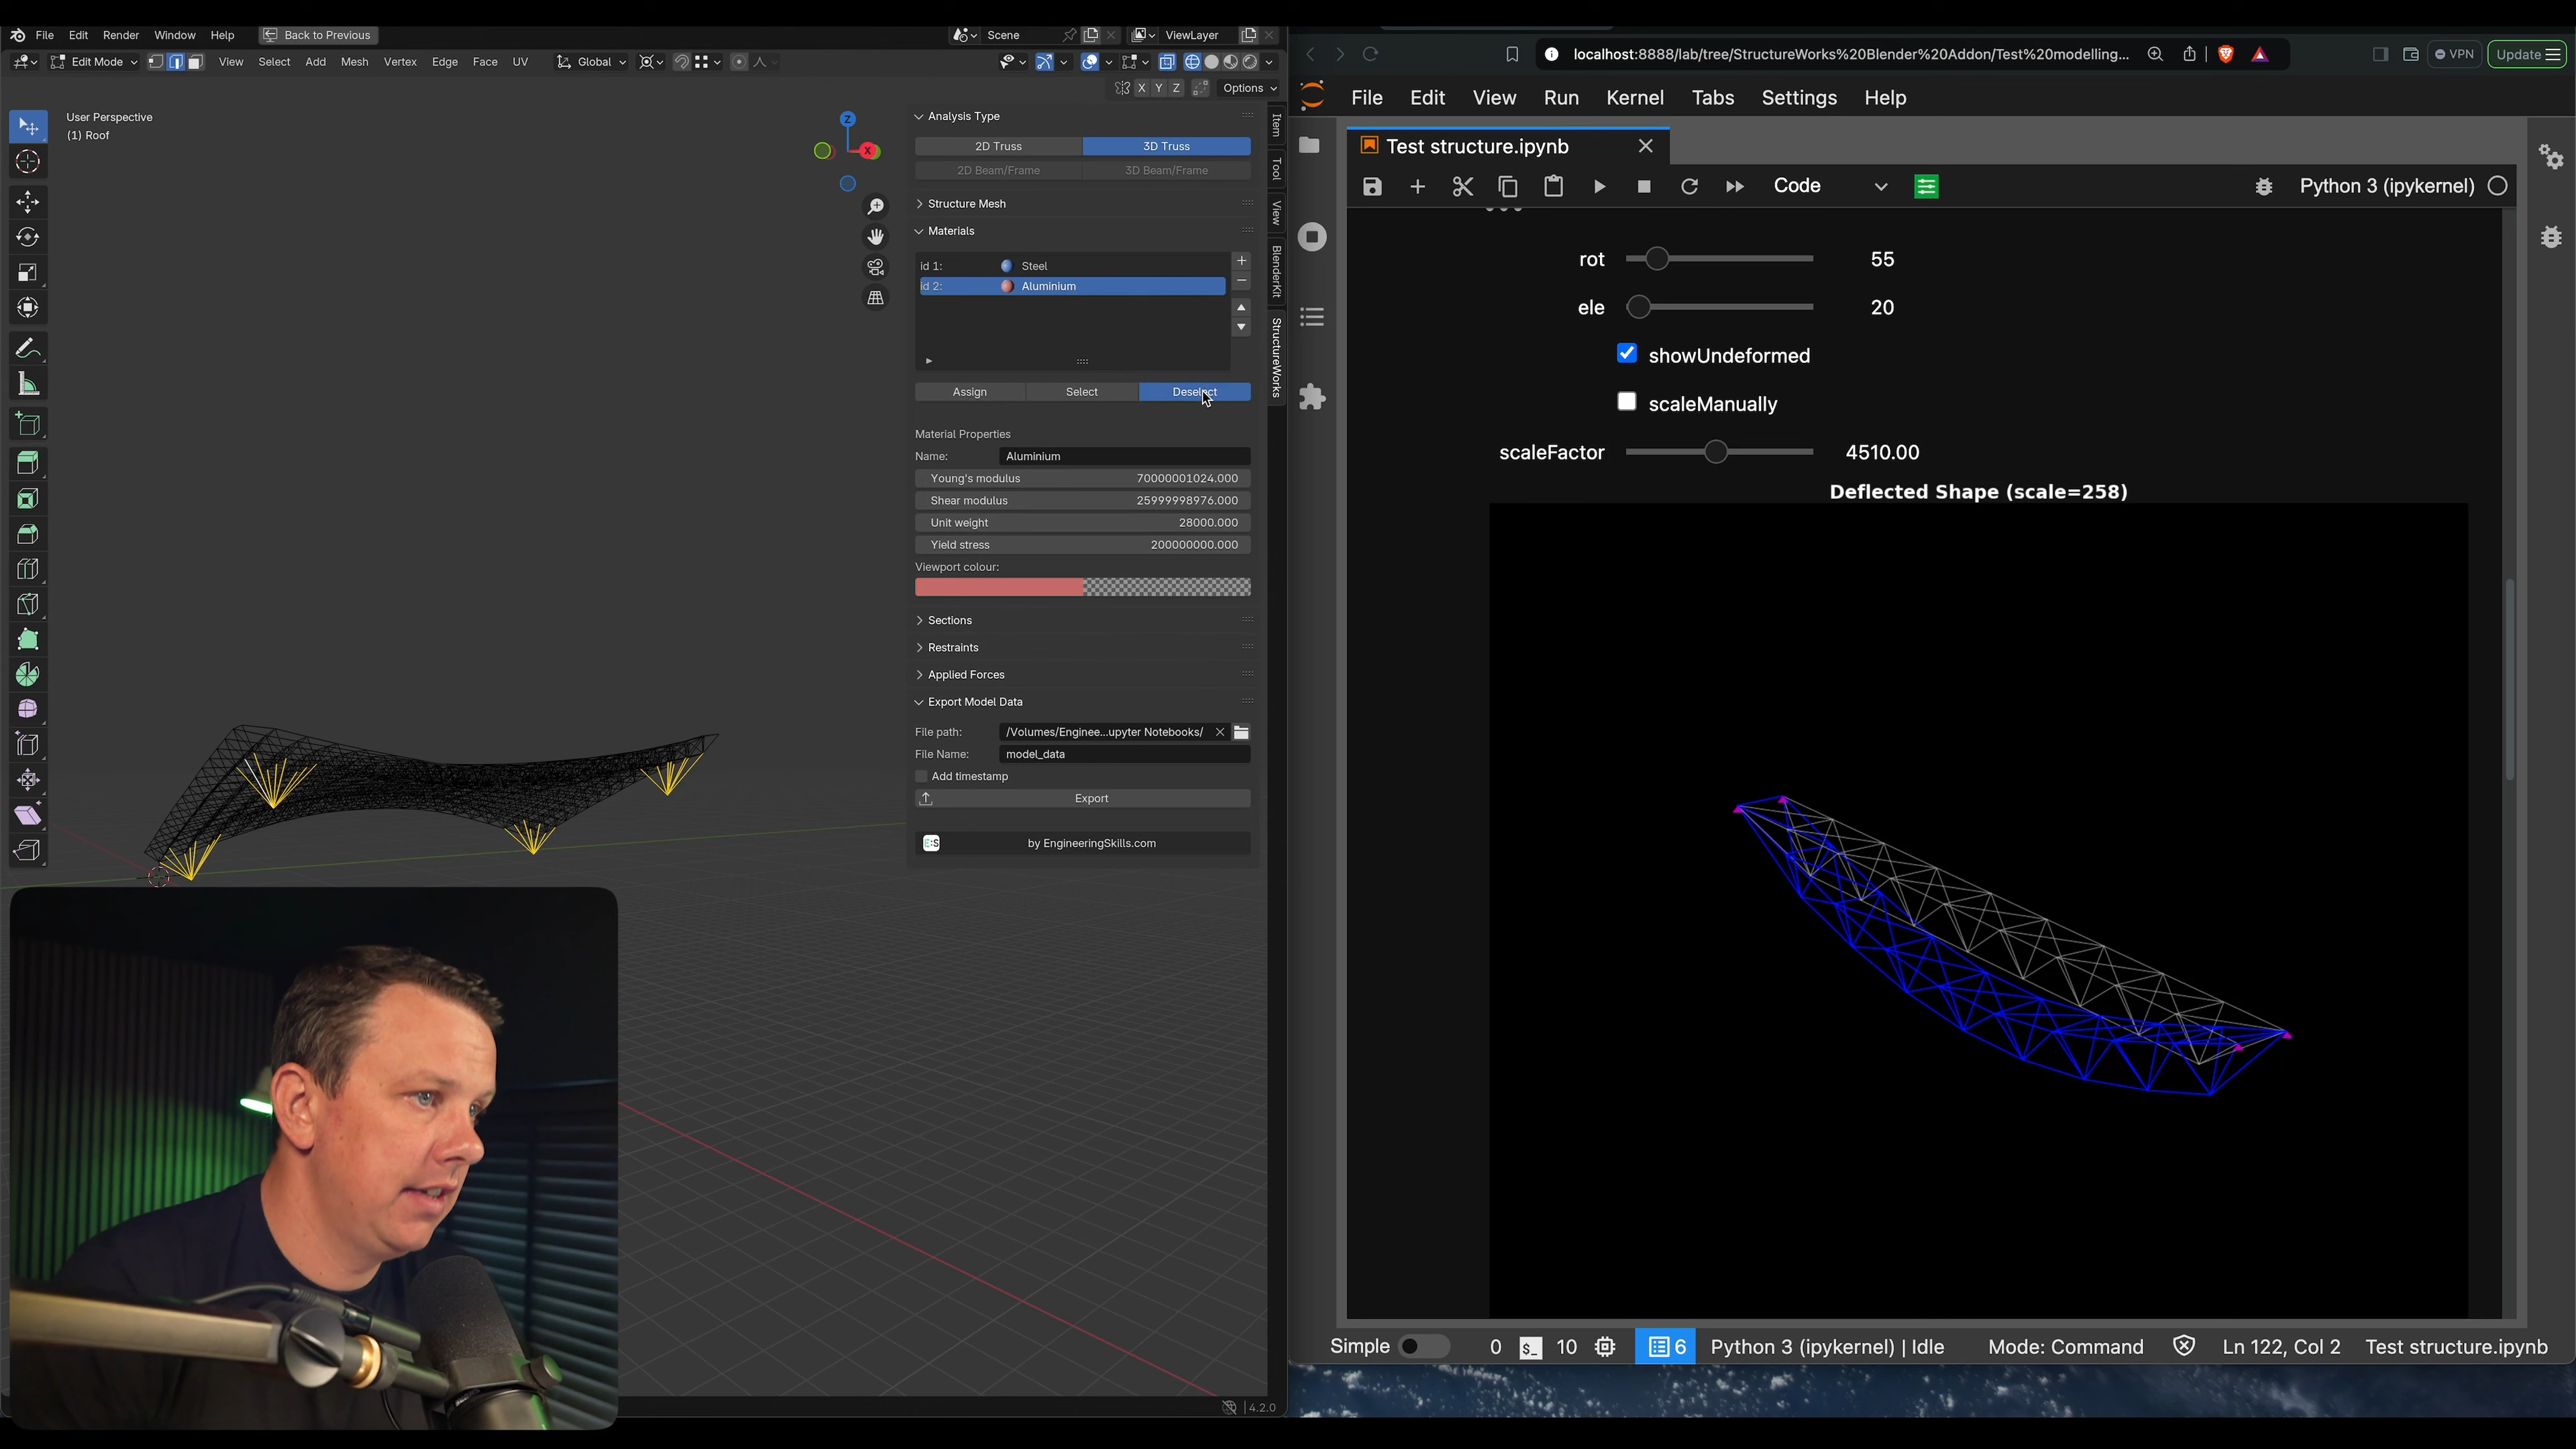 File Edit Render Window Help Back to Previous Scene ViewLayer
Edit Mode View Select Add Mesh Vertex Edge Face UV Global
X Y Z Options
User Perspective
(1) Roof
Z
X
Item
Tool
View
BlenderKit
StructureWorks
Analysis Type
2D Truss 3D Truss
2D Beam/Frame 3D Beam/Frame
Structure Mesh
Materials
id 1: Steel
id 2: Aluminium
Assign Select Deselect
Material Properties
Name: Aluminium
Young's modulus 70000001024.000
Shear modulus 25999998976.000
Unit weight 28000.000
Yield stress 200000000.000
Viewport colour:
Sections
Restraints
Applied Forces
Export Model Data
File path: /Volumes/Enginee...upyter Notebooks/
File Name: model_data
Add timestamp
Export
E:S by EngineeringSkills.com
4.2.0
localhost:8888/lab/tree/StructureWorks%20Blender%20Addon/Test%20modelling... VPN Update
File Edit View Run Kernel Tabs Settings Help
Test structure.ipynb
Code Python 3 (ipykernel)
rot 55
ele 20
showUndeformed
scaleManually
scaleFactor 4510.00
Deflected Shape (scale=258)
Simple 0 $_ 10 6 Python 3 (ipykernel) | Idle Mode: Command Ln 122, Col 2 Test structure.ipynb